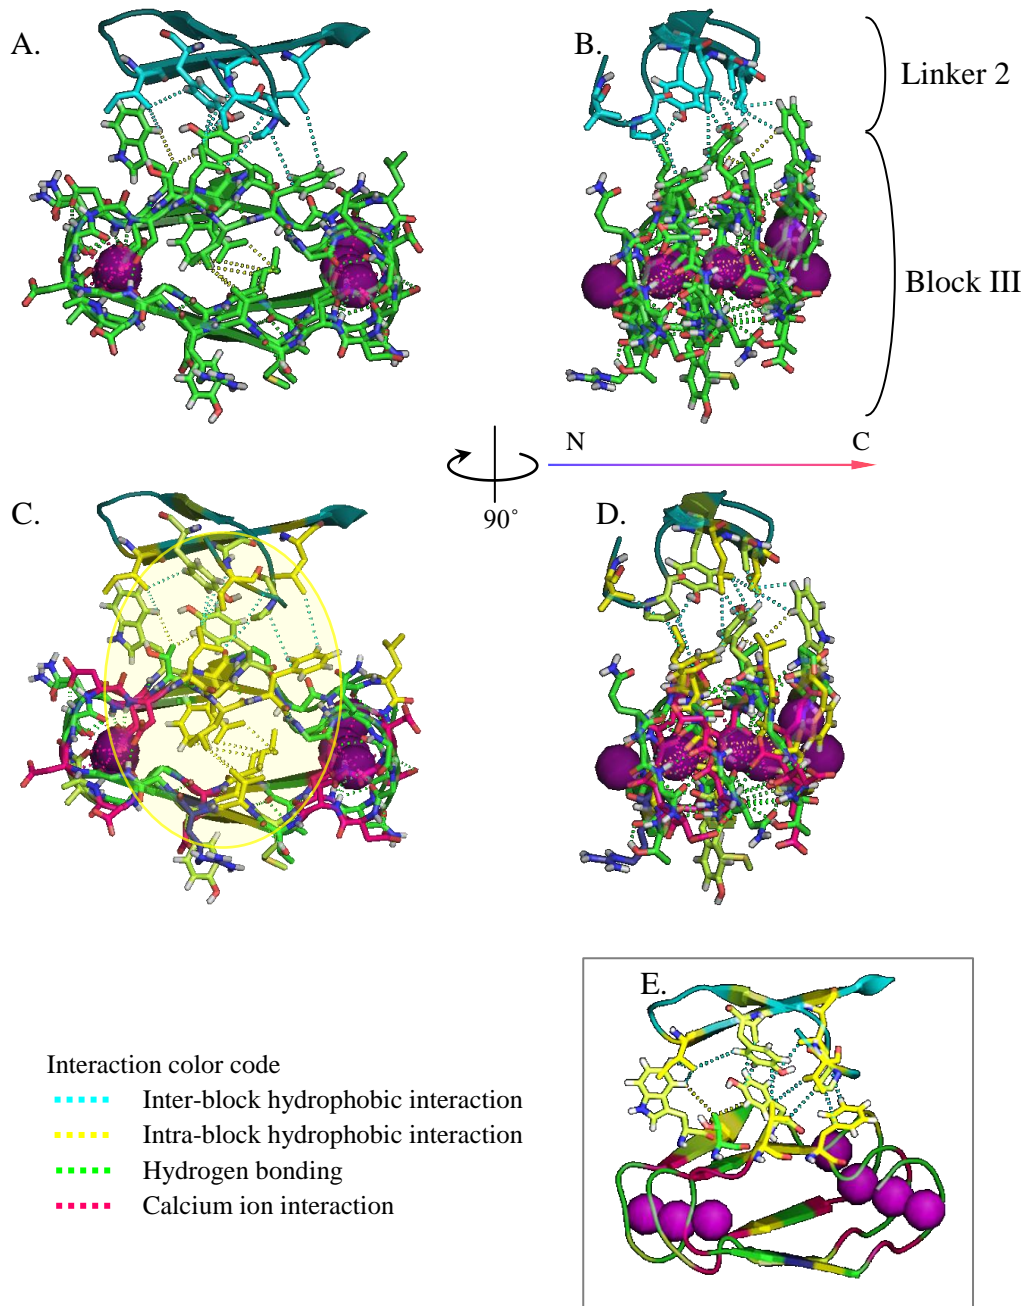 A.
B.
Linker 2
Block III
N
C
90°
C.
D.
E.
Interaction color code
Inter-block hydrophobic interaction
Intra-block hydrophobic interaction
Hydrogen bonding
Calcium ion interaction